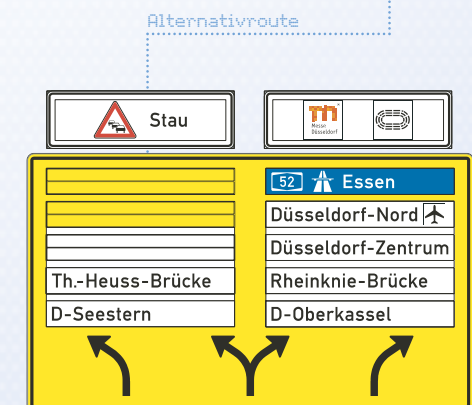 Alternativroute
Stau
Messe
Düsseldorf
52 Essen
Düsseldorf-Nord
Düsseldorf-Zentrum
Th.-Heuss-Brücke
Rheinknie-Brücke
D-Seestern
D-Oberkassel